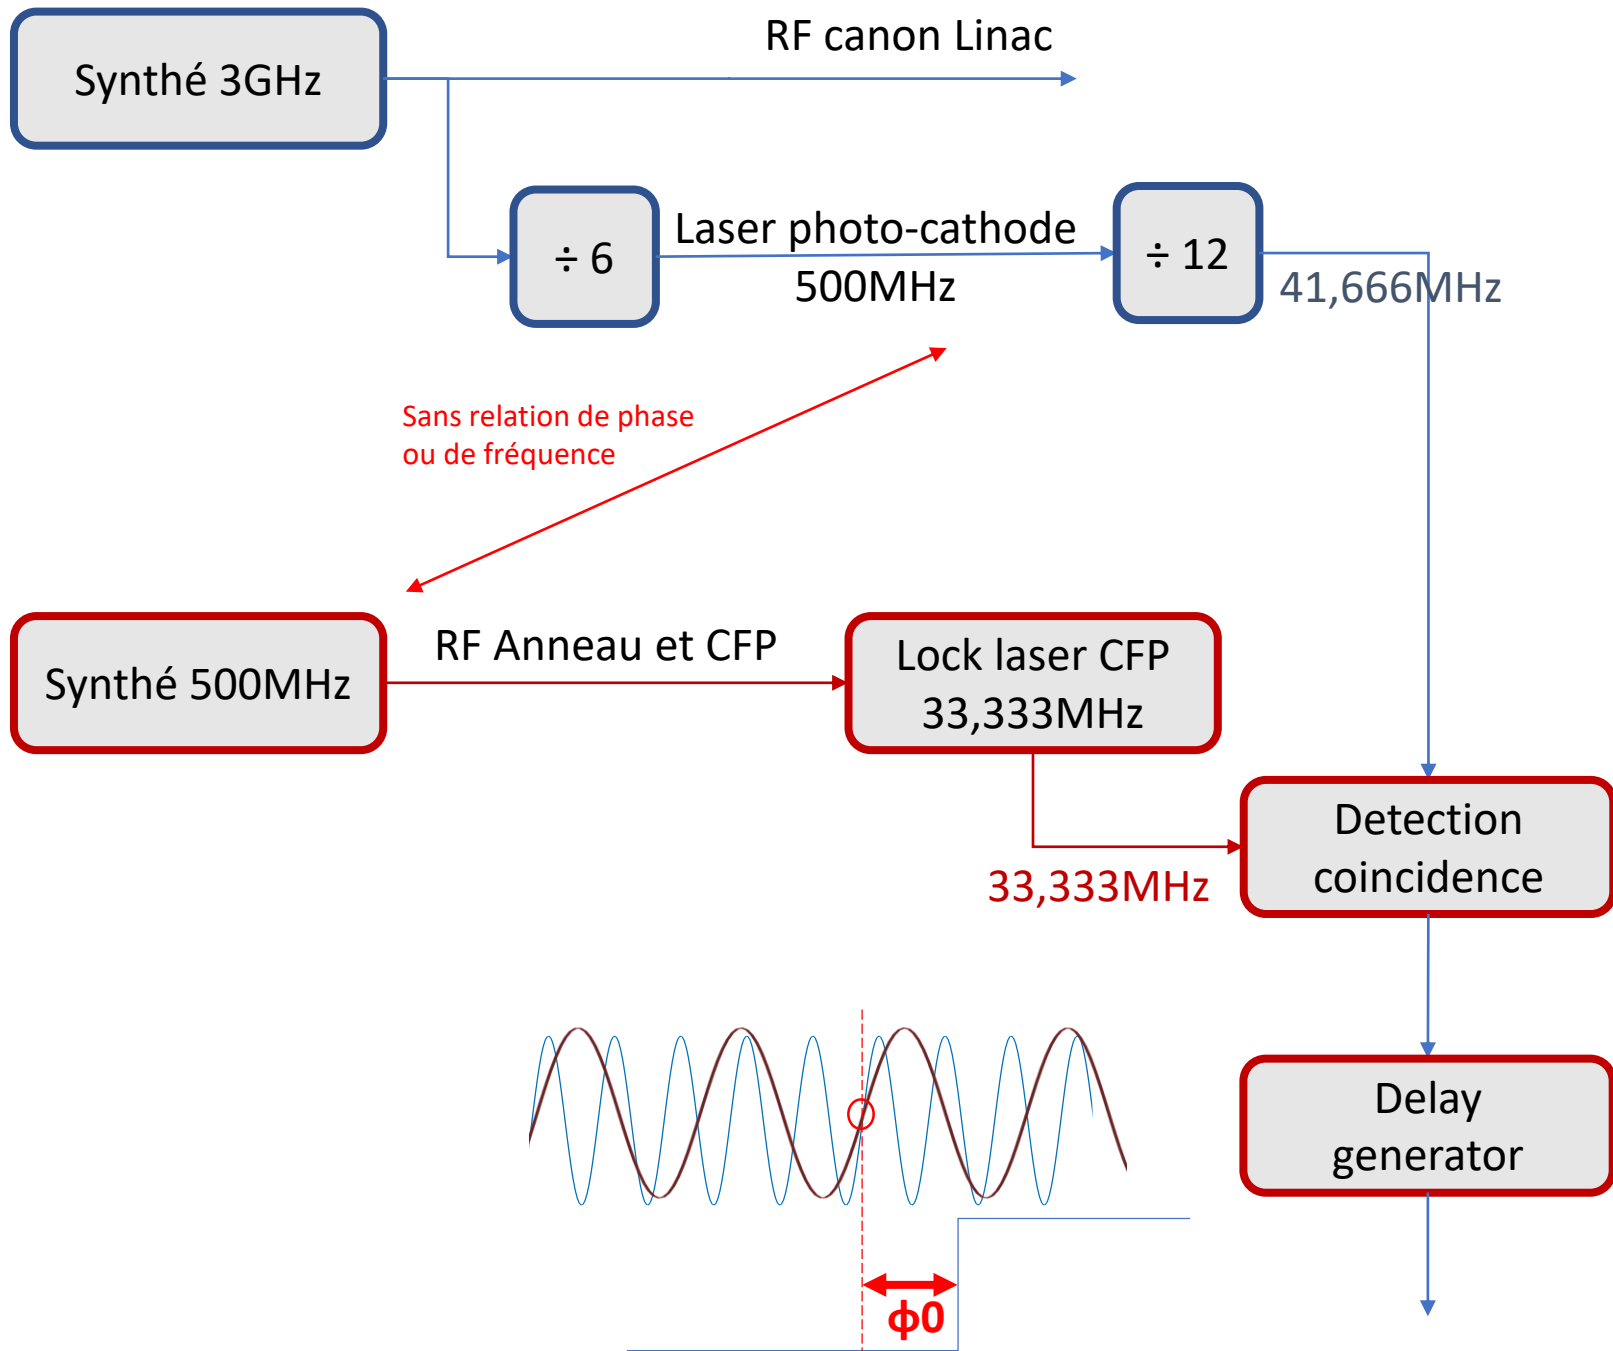 RF canon Linac
Synthé 3GHz
÷ 6
Laser photo-cathode
500MHz
÷ 12
41,666MHz
Sans relation de phase
ou de fréquence
Synthé 500MHz
RF Anneau et CFP
Lock laser CFP
33,333MHz
33,333MHz
Detection
coincidence
Delay
generator
ϕ0